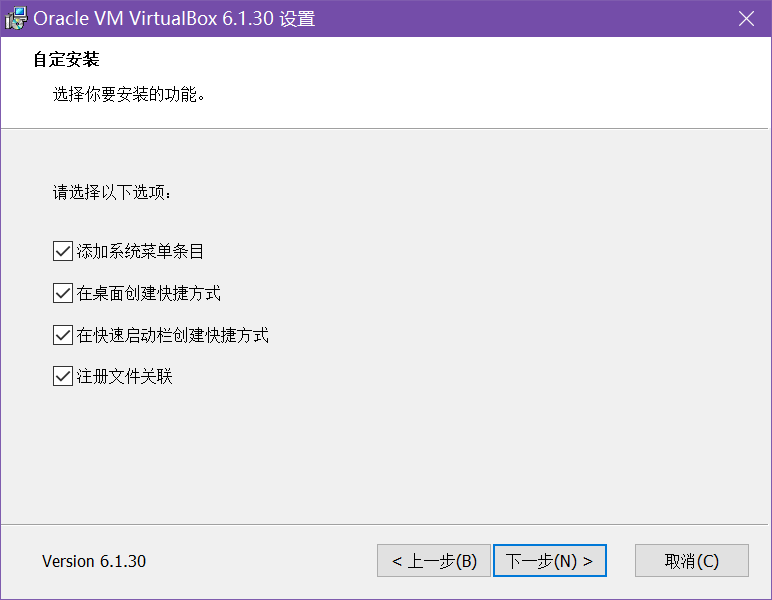 Oracle VM VirtualBox 6.1.30 设置
自定安装
选择你要安装的功能。
请选择以下选项:
添加系统菜单条目
在桌面创建快捷方式
在快速启动栏创建快捷方式
注册文件关联
Version 6.1.30
< 上一步(B)
下一步(N) >
取消(C)